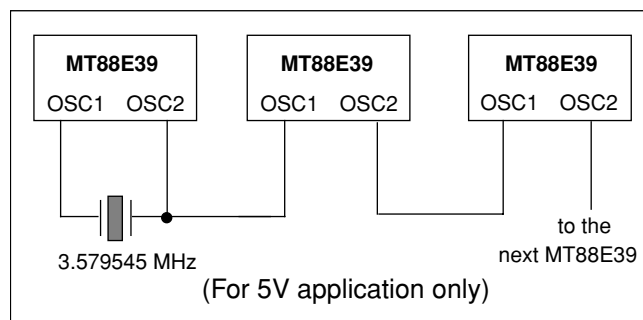 MT88E39 MT88E39 MT88E39
OSC1 OSC2 OSC1 OSC2 OSC1 OSC2
3.579545 MHz
to the
next MT88E39
(For 5V application only)